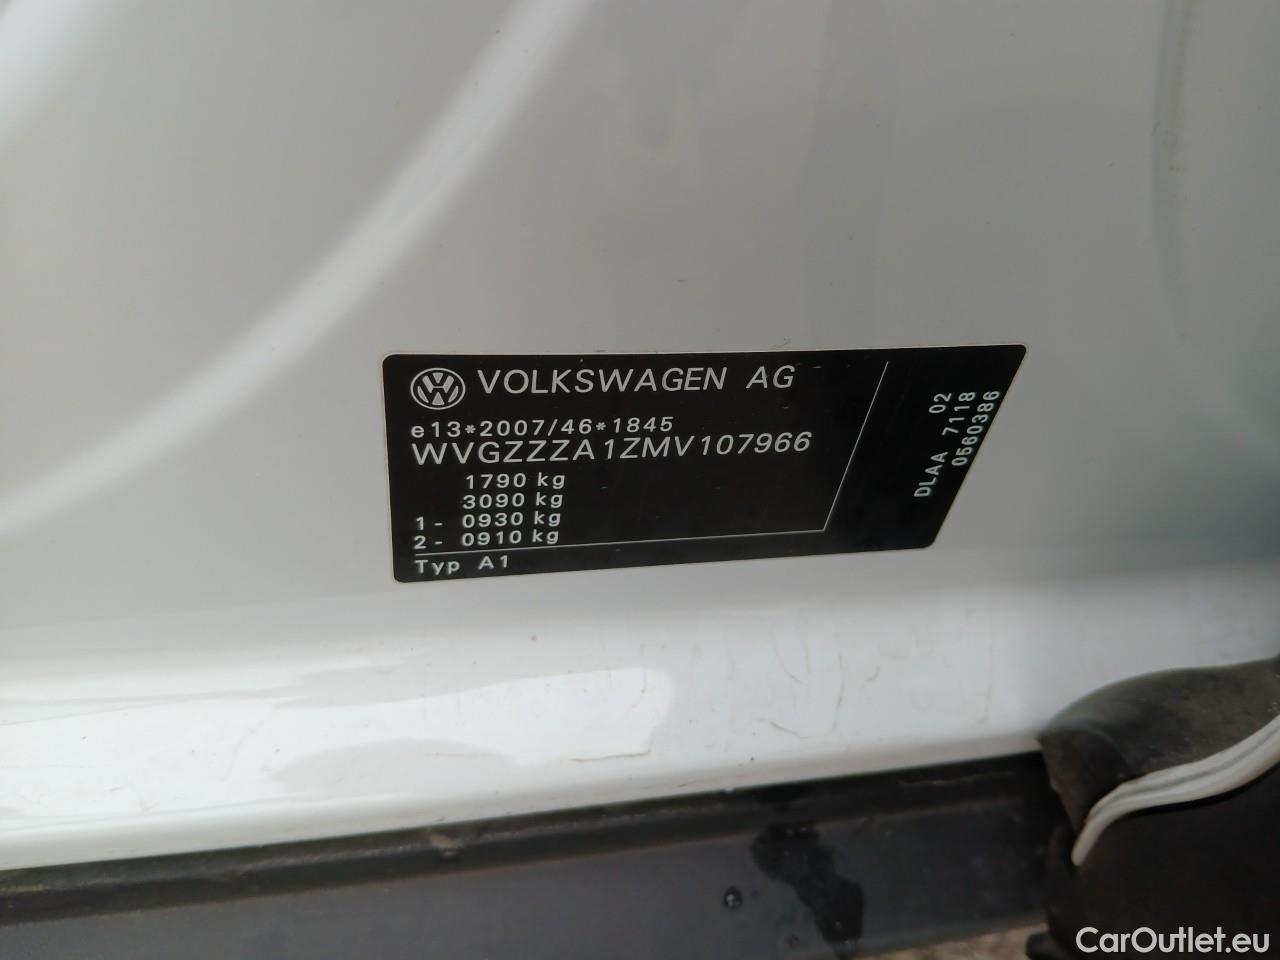 VOLKSWAGEN AG
e13*2007/46*1845
WVGZZZA1ZMV107966
1790 kg
3090 kg
1- 0930 kg
2- 0910 kg
Typ A1
DLAA 7118 02
0560386
CarOutlet.eu